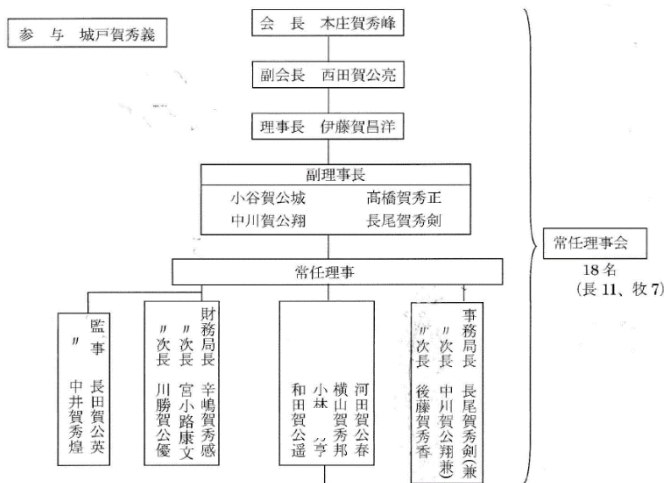 参与 城戸賀秀義
会長 本庄賀秀峰
副会長 西田賀公亮
理事長 伊藤賀昌洋
副理事長
小谷賀公城 高橋賀秀正
中川賀公翔 長尾賀秀剣
常任理事会
18名
(長11、牧7)
常任理事
事務局長 長尾賀秀剣(兼)
〃次長 中川賀公翔(兼)
〃次長 後藤賀秀香
河田賀公春
横山賀秀邦
小林 亨
和田賀公遥
財務局長 辛嶋賀秀感
〃次長 宮小路康文
〃次長 川勝賀公優
監事 長田賀公英
〃 中井賀秀煌